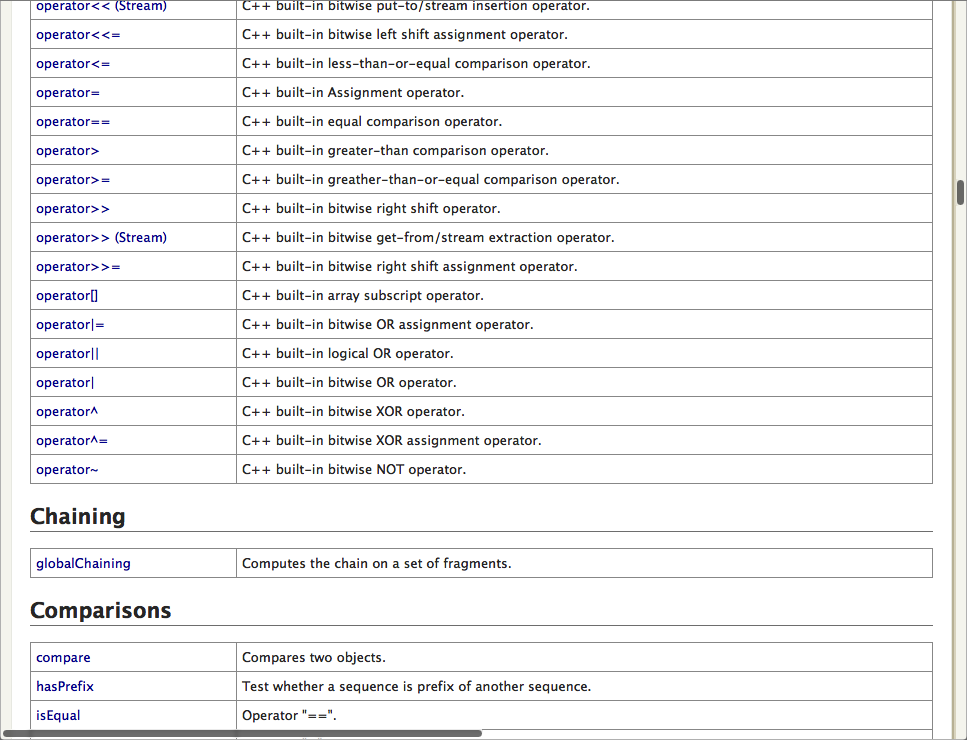 operator<< (Stream) C++ built-in bitwise put-to/stream insertion operator.
operator<<= C++ built-in bitwise left shift assignment operator.
operator<= C++ built-in less-than-or-equal comparison operator.
operator= C++ built-in Assignment operator.
operator== C++ built-in equal comparison operator.
operator> C++ built-in greater-than comparison operator.
operator>= C++ built-in greather-than-or-equal comparison operator.
operator>> C++ built-in bitwise right shift operator.
operator>> (Stream) C++ built-in bitwise get-from/stream extraction operator.
operator>>= C++ built-in bitwise right shift assignment operator.
operator[] C++ built-in array subscript operator.
operator|= C++ built-in bitwise OR assignment operator.
operator|| C++ built-in logical OR operator.
operator| C++ built-in bitwise OR operator.
operator^ C++ built-in bitwise XOR operator.
operator^= C++ built-in bitwise XOR assignment operator.
operator~ C++ built-in bitwise NOT operator.
Chaining
globalChaining Computes the chain on a set of fragments.
Comparisons
compare Compares two objects.
hasPrefix Test whether a sequence is prefix of another sequence.
isEqual Operator "==".